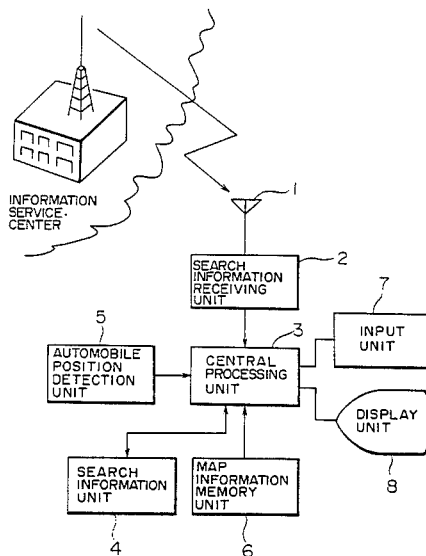 INFORMATION
SERVICE-
CENTER
1
SEARCH
INFORMATION
RECEIVING
UNIT
2
7
INPUT
UNIT
3
CENTRAL
PROCESSING
UNIT
5
AUTOMOBILE
POSITION
DETECTION
UNIT
DISPLAY
UNIT
8
SEARCH
INFORMATION
UNIT
4
MAP
INFORMATION
MEMORY
UNIT
6